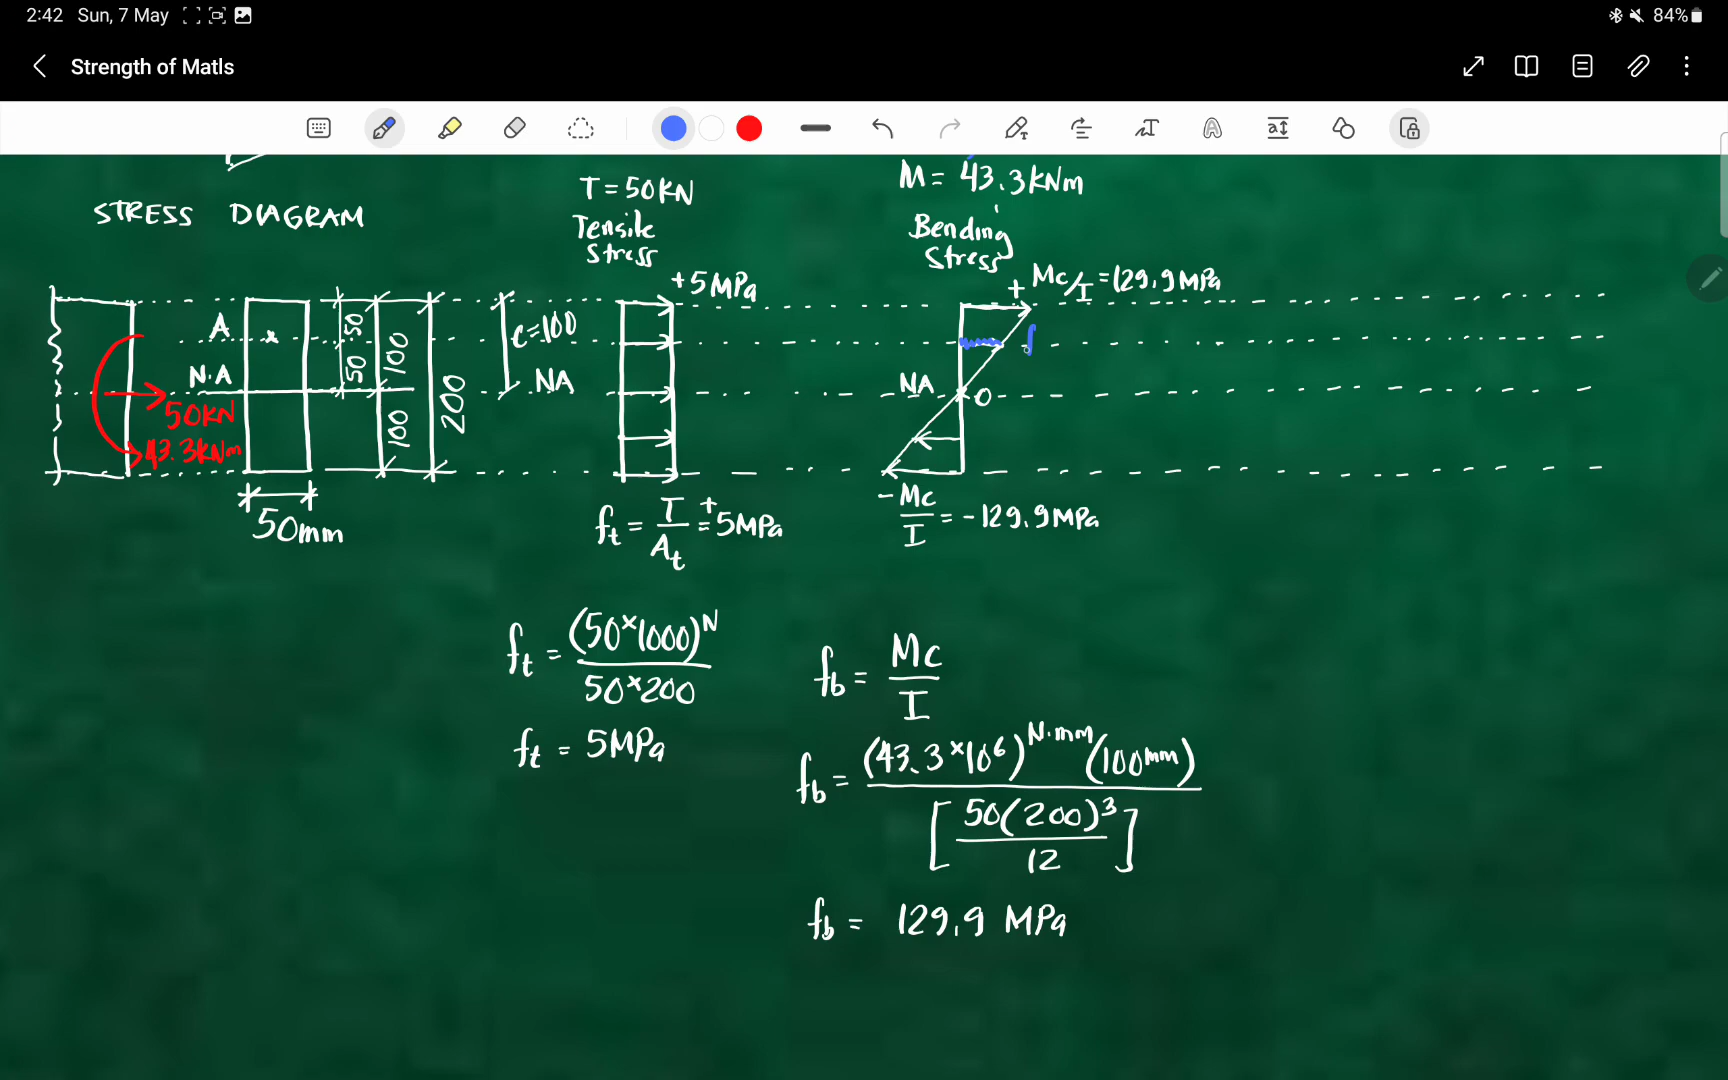 2:42 Sun, 7 May
84%
Strength of Matls
STRESS DIAGRAM
T = 50KN
Tensile
Stress
M = 43.3kNm
Bending
Stress
+5MPa
+ Mc/I = 129.9MPa
A
N.A
50
50
100
100
200
c=100
NA
NA
0
f
50KN
43.3kNm
50mm
ft = T/At = +5MPa
- Mc/I = -129.9MPa
ft = (50×1000)N / 50×200
ft = 5MPa
fb = Mc/I
fb = (43.3×10⁶)N·mm (100mm) / [50(200)³/12]
fb = 129.9 MPa